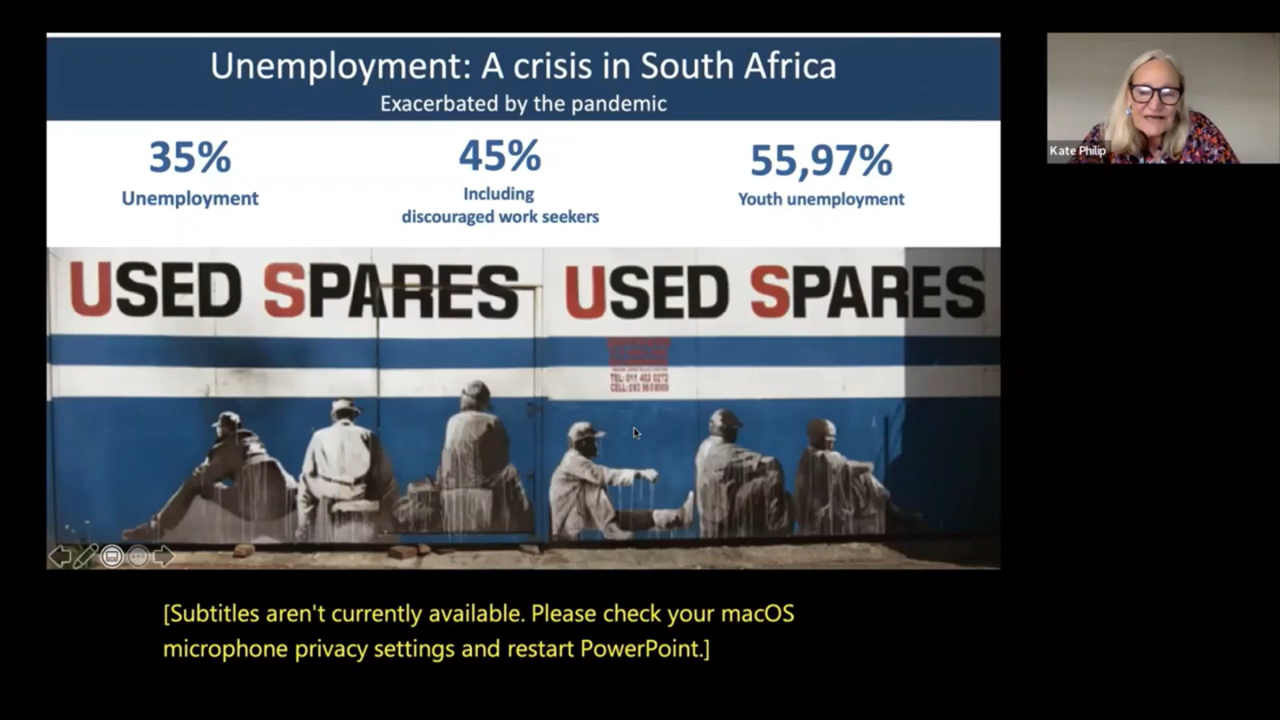 Unemployment: A crisis in South Africa
Exacerbated by the pandemic
35%
Unemployment
45%
Including
discouraged work seekers
55,97%
Youth unemployment
Kate Philip
USED SPARES USED SPARES
[Subtitles aren't currently available. Please check your macOS
microphone privacy settings and restart PowerPoint.]